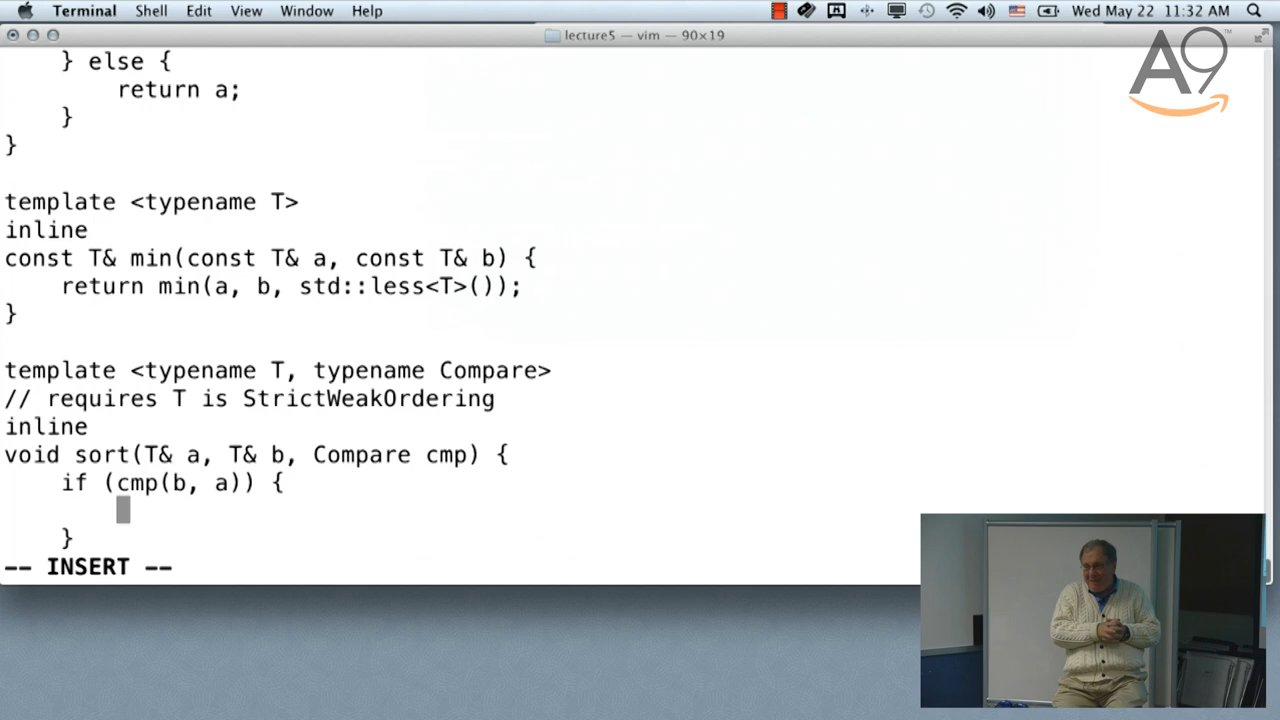 Terminal Shell Edit View Window Help Wed May 22 11:32 AM
lecture5 — vim — 90×19
A9™
    } else {
        return a;
    }
}
template <typename T>
inline
const T& min(const T& a, const T& b) {
    return min(a, b, std::less<T>());
}
template <typename T, typename Compare>
// requires T is StrictWeakOrdering
inline
void sort(T& a, T& b, Compare cmp) {
    if (cmp(b, a)) {
    }
-- INSERT --